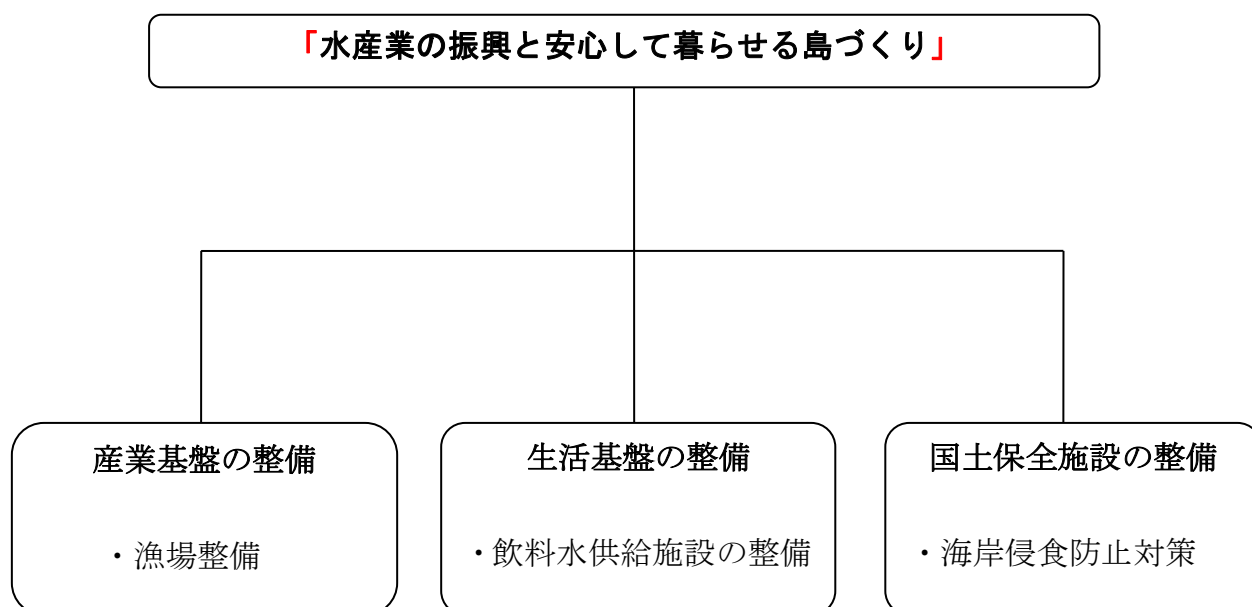 「水産業の振興と安心して暮らせる島づくり」
産業基盤の整備
・漁場整備
生活基盤の整備
・飲料水供給施設の整備
国土保全施設の整備
・海岸侵食防止対策